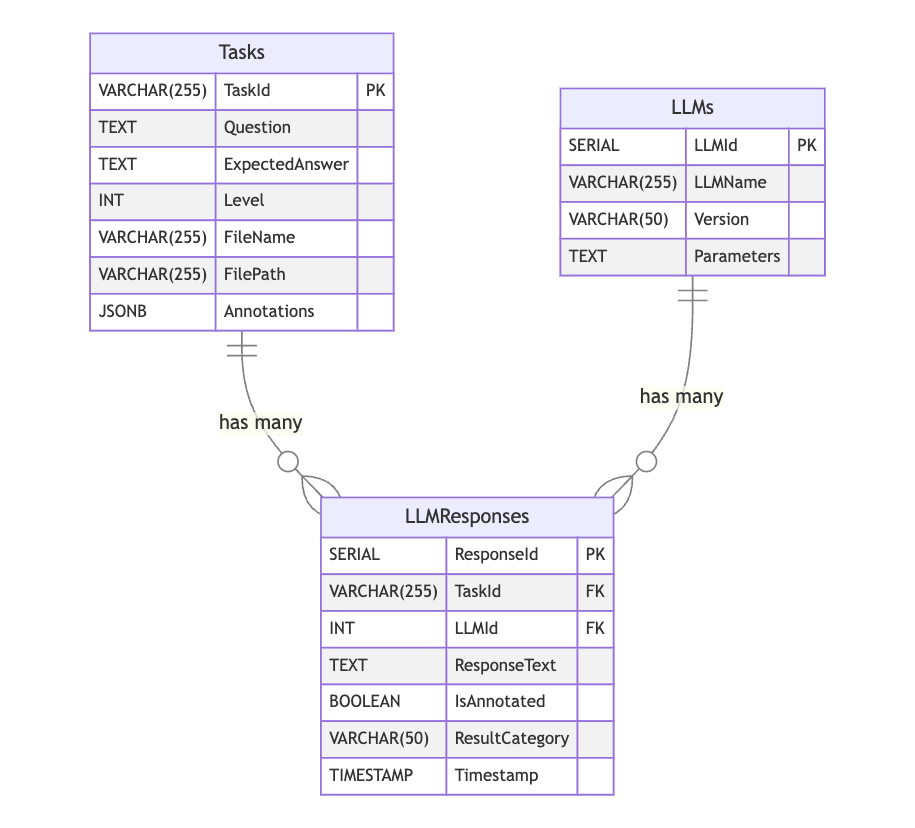 Tasks
VARCHAR(255) TaskId PK
TEXT Question
TEXT ExpectedAnswer
INT Level
VARCHAR(255) FileName
VARCHAR(255) FilePath
JSONB Annotations
LLMs
SERIAL LLMId PK
VARCHAR(255) LLMName
VARCHAR(50) Version
TEXT Parameters
has many
has many
LLMResponses
SERIAL ResponseId PK
VARCHAR(255) TaskId FK
INT LLMId FK
TEXT ResponseText
BOOLEAN IsAnnotated
VARCHAR(50) ResultCategory
TIMESTAMP Timestamp